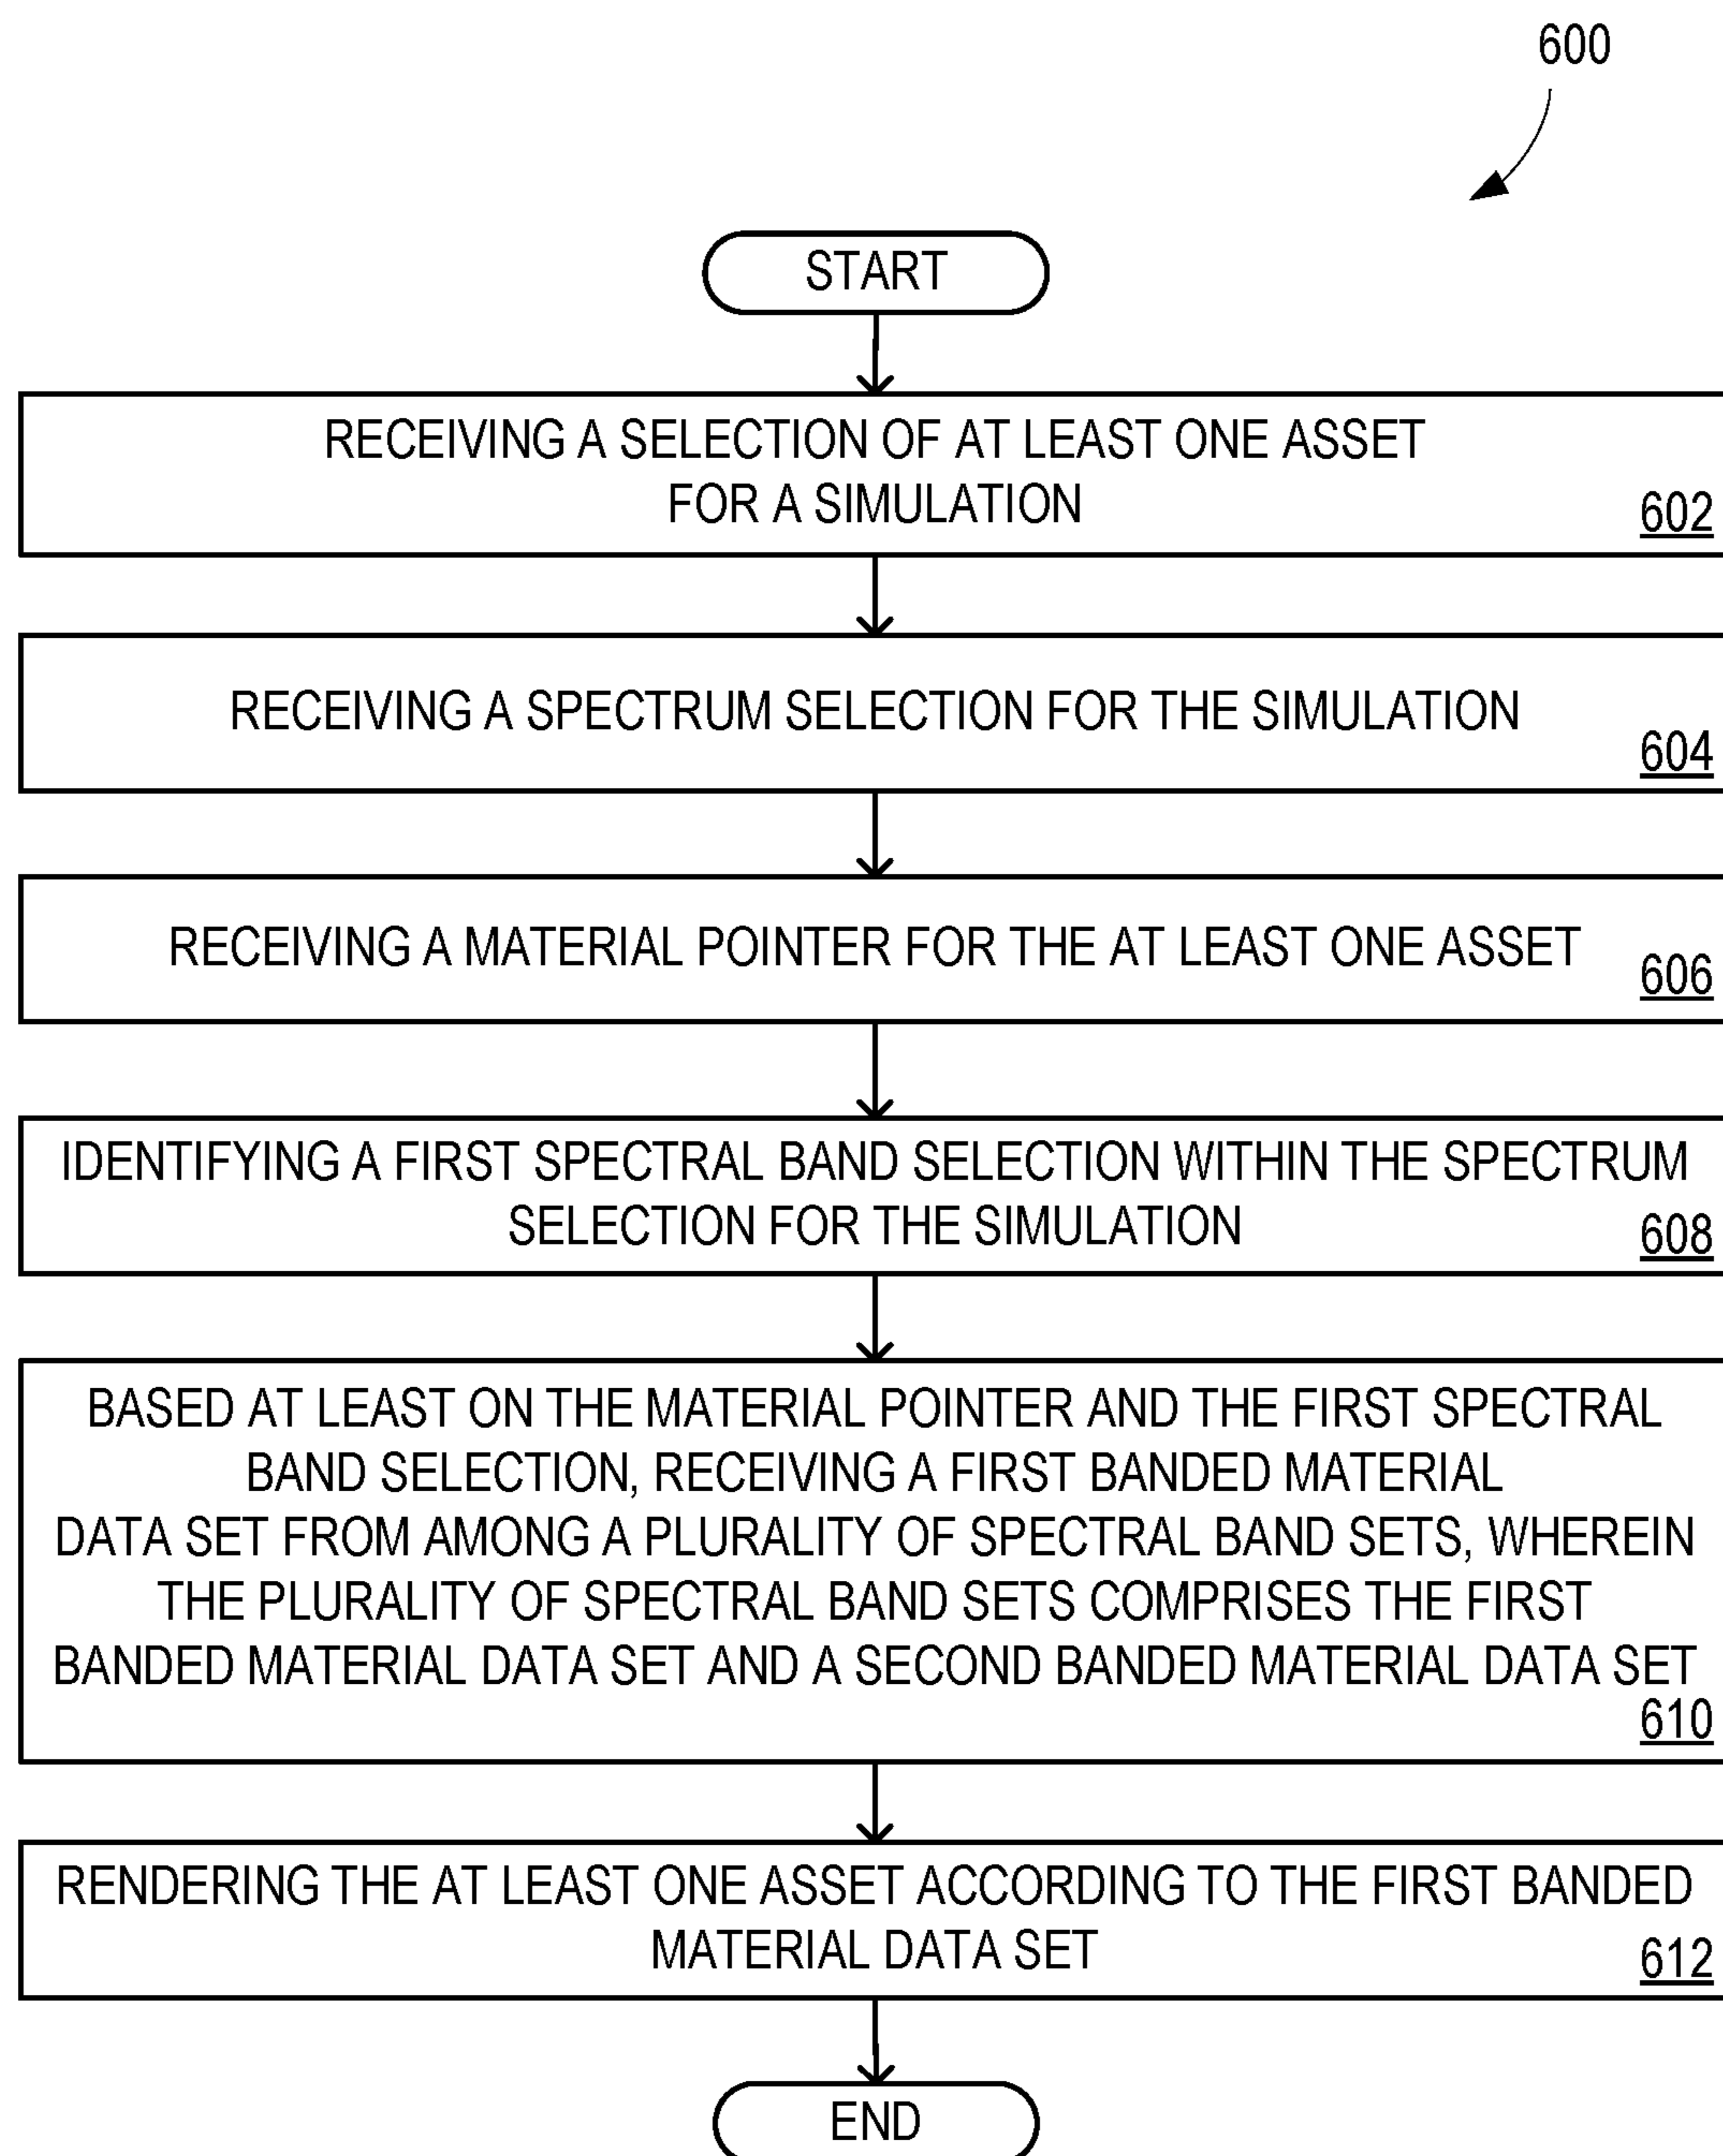 600
START
RECEIVING A SELECTION OF AT LEAST ONE ASSET
FOR A SIMULATION
602
RECEIVING A SPECTRUM SELECTION FOR THE SIMULATION
604
RECEIVING A MATERIAL POINTER FOR THE AT LEAST ONE ASSET
606
IDENTIFYING A FIRST SPECTRAL BAND SELECTION WITHIN THE SPECTRUM
SELECTION FOR THE SIMULATION
608
BASED AT LEAST ON THE MATERIAL POINTER AND THE FIRST SPECTRAL
BAND SELECTION, RECEIVING A FIRST BANDED MATERIAL
DATA SET FROM AMONG A PLURALITY OF SPECTRAL BAND SETS, WHEREIN
THE PLURALITY OF SPECTRAL BAND SETS COMPRISES THE FIRST
BANDED MATERIAL DATA SET AND A SECOND BANDED MATERIAL DATA SET
610
RENDERING THE AT LEAST ONE ASSET ACCORDING TO THE FIRST BANDED
MATERIAL DATA SET
612
END